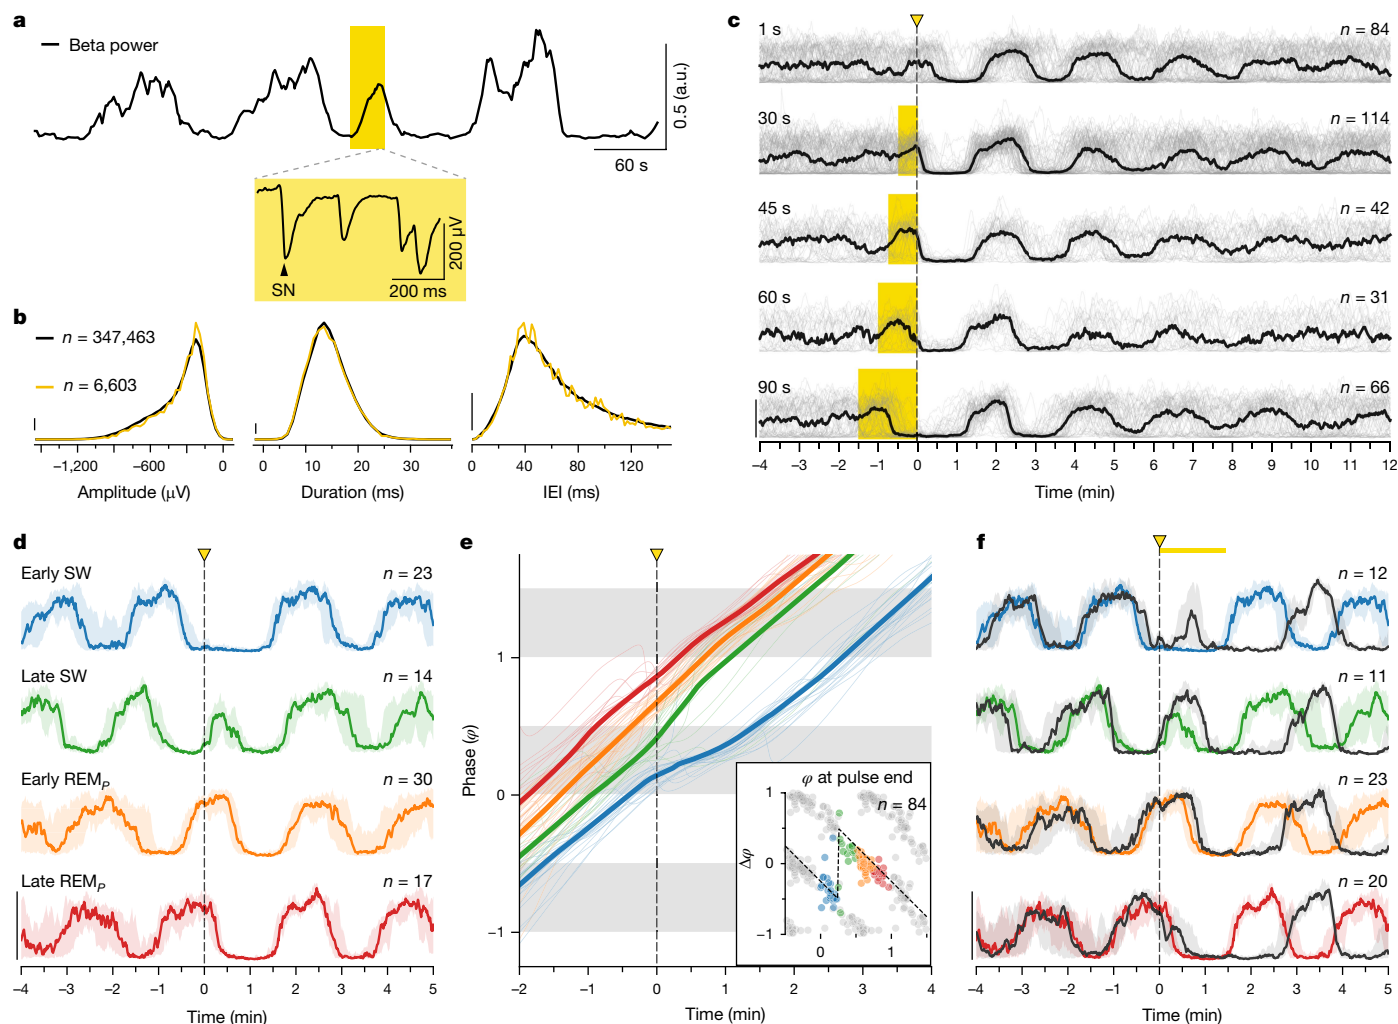 a
Beta power
0.5 (a.u.)
60 s
200 μV
200 ms
SN
b
n = 347,463
n = 6,603
−1,200 −600 0
Amplitude (μV)
0 10 20 30
Duration (ms)
0 40 80 120
IEI (ms)
c
1 s n = 84
30 s n = 114
45 s n = 42
60 s n = 31
90 s n = 66
−4 −3 −2 −1 0 1 2 3 4 5 6 7 8 9 10 11 12
Time (min)
d
Early SW n = 23
Late SW n = 14
Early REMP n = 30
Late REMP n = 17
−4 −3 −2 −1 0 1 2 3 4 5
Time (min)
e
Phase (φ)
1
0
−1
−2 −1 0 1 2 3 4
Time (min)
φ at pulse end
n = 84
Δφ
1
0
−1
0 1
f
n = 12
n = 11
n = 23
n = 20
−4 −3 −2 −1 0 1 2 3 4 5
Time (min)